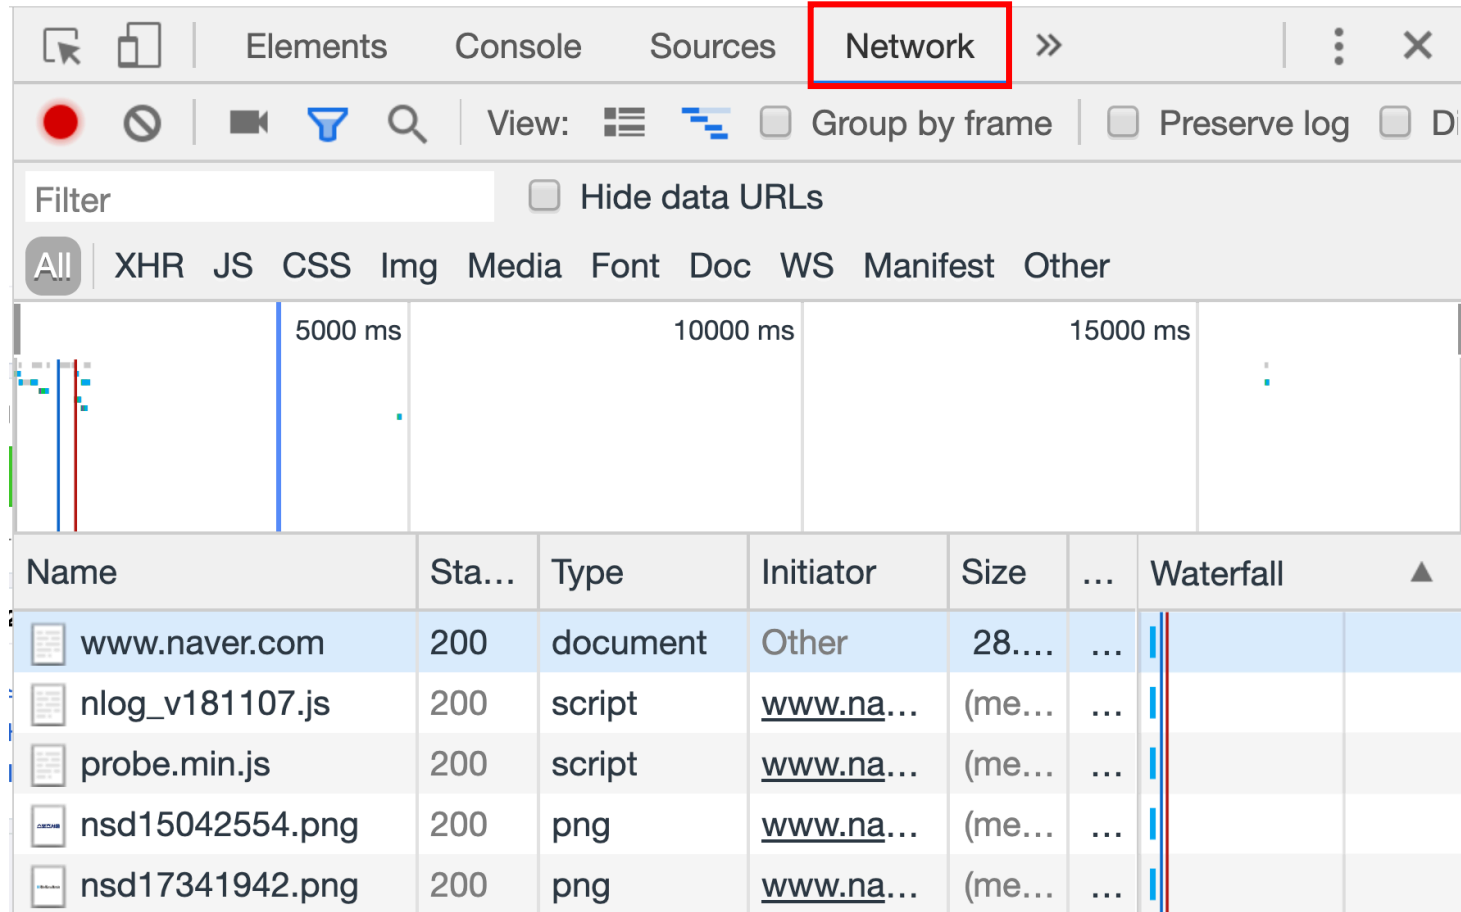 Elements Console Sources Network »
View: Group by frame Preserve log Di
Filter Hide data URLs
All XHR JS CSS Img Media Font Doc WS Manifest Other
5000 ms 10000 ms 15000 ms
Name Sta... Type Initiator Size ... Waterfall ▲
www.naver.com 200 document Other 28.... ...
nlog_v181107.js 200 script www.na... (me... ...
probe.min.js 200 script www.na... (me... ...
nsd15042554.png 200 png www.na... (me... ...
nsd17341942.png 200 png www.na... (me... ...